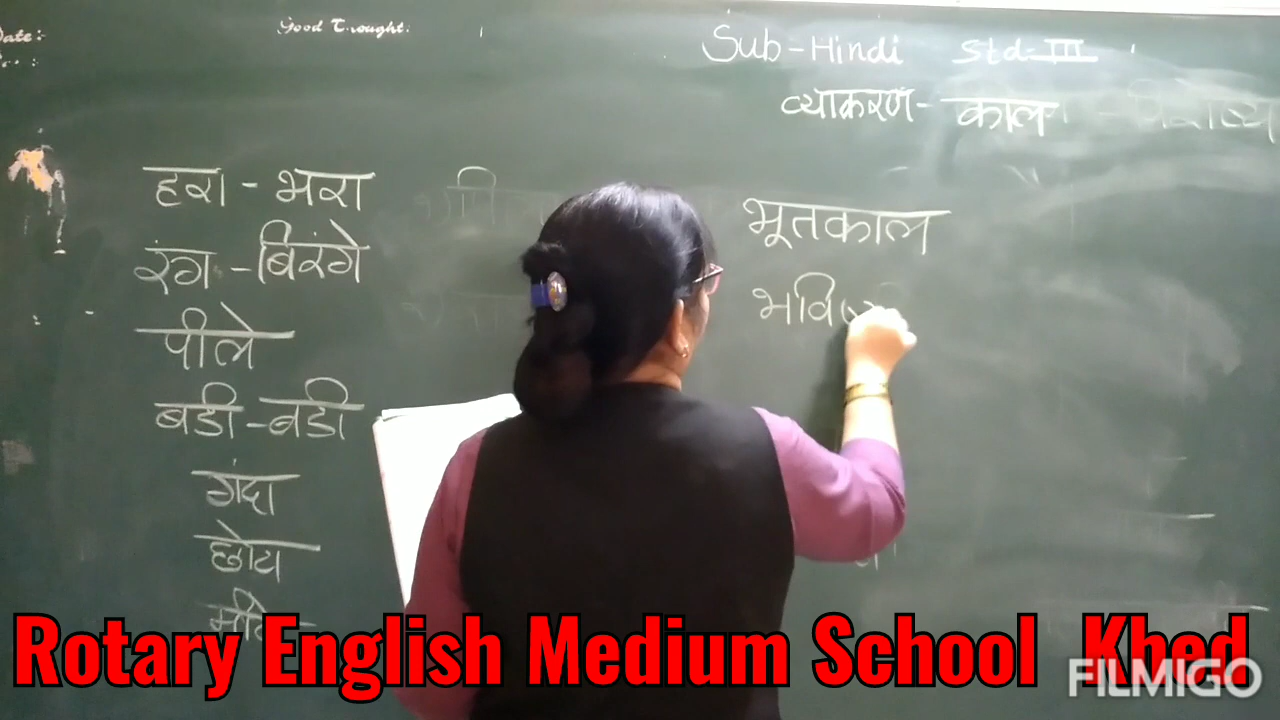 Date:
Good Thought:
Sub-Hindi Std-III
व्याकरण- काल
हरा - भरा
रंग - बिरंगे
पीले
बडी - बडी
गंदा
भूतकाल
Rotary English Medium School Khed
FILMIGO